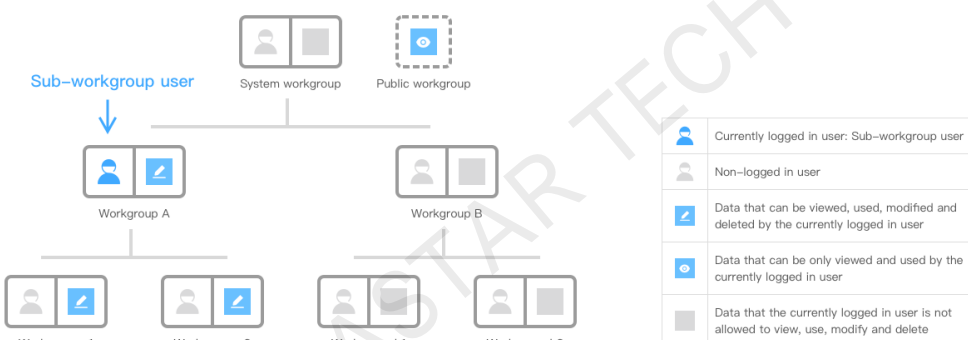 System workgroup
Public workgroup
Sub-workgroup user
Workgroup A
Workgroup B
Currently logged in user: Sub-workgroup user
Non-logged in user
Data that can be viewed, used, modified and
deleted by the currently logged in user
Data that can be only viewed and used by the
currently logged in user
Data that the currently logged in user is not
allowed to view, use, modify and delete
ASTAR TECH